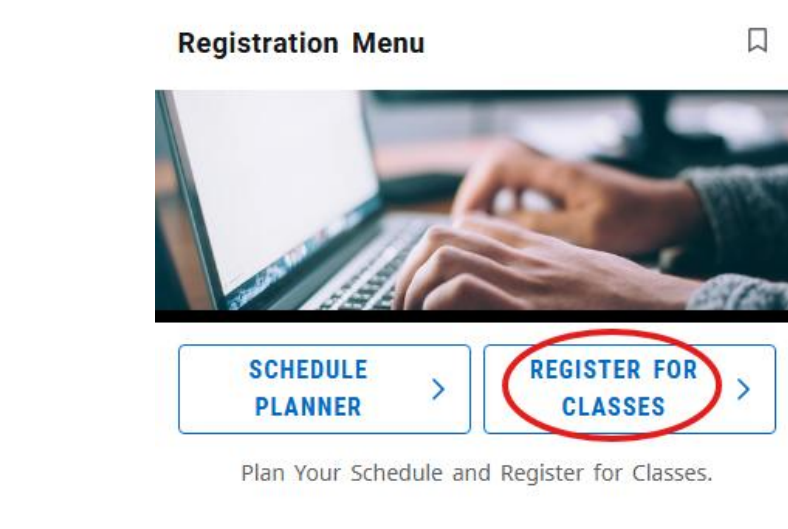 Registration Menu
SCHEDULE
PLANNER
REGISTER FOR
CLASSES
Plan Your Schedule and Register for Classes.